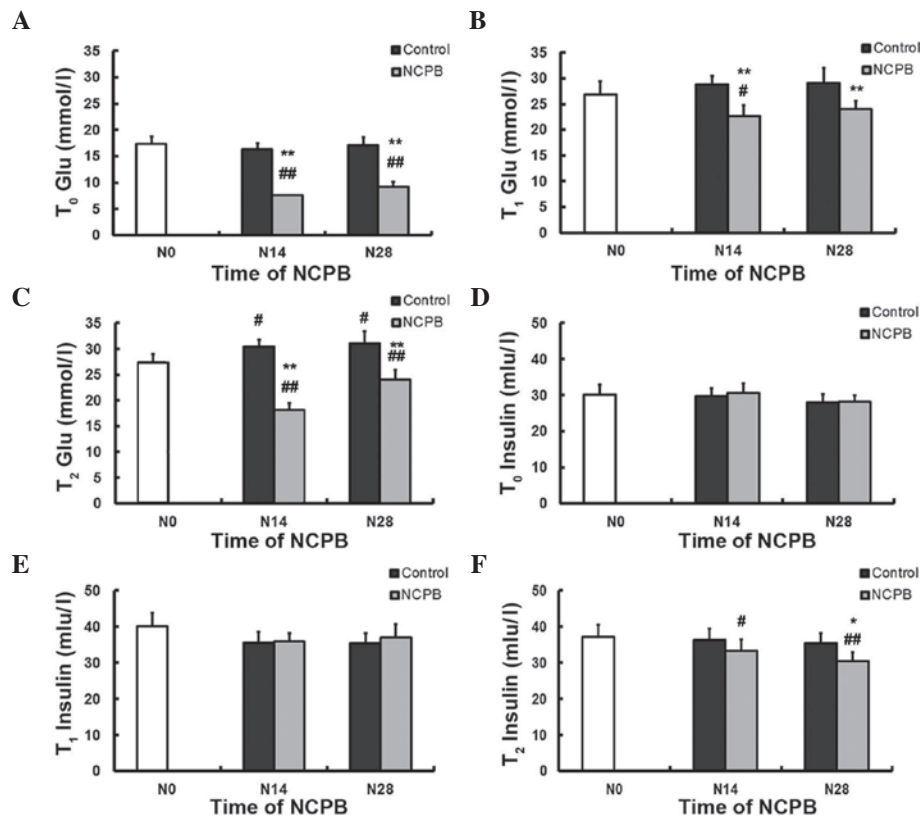 A
Control
NCPB
35
30
25
20
15
10
5
0
T0 Glu (mmol/l)
**
##
**
##
N0 N14 N28
Time of NCPB
B
Control
NCPB
35
30
25
20
15
10
5
0
T1 Glu (mmol/l)
**
#
**
N0 N14 N28
Time of NCPB
C
Control
NCPB
35
30
25
20
15
10
5
0
T2 Glu (mmol/l)
#
**
##
#
**
##
N0 N14 N28
Time of NCPB
D
Control
NCPB
50
40
30
20
10
0
T0 Insulin (mlu/l)
N0 N14 N28
Time of NCPB
E
Control
NCPB
50
40
30
20
10
0
T1 Insulin (mlu/l)
N0 N14 N28
Time of NCPB
F
Control
NCPB
50
40
30
20
10
0
T2 Insulin (mlu/l)
#
*
##
N0 N14 N28
Time of NCPB